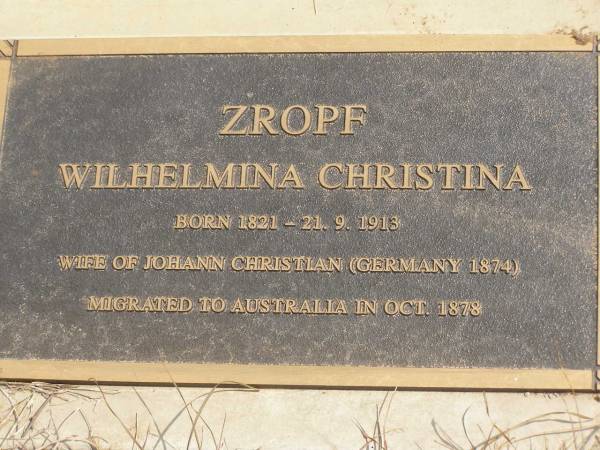 ZROPF
WILHELMINA CHRISTINA
BORN 1821 – 21. 9. 1913
WIFE OF JOHANN CHRISTIAN (GERMANY 1874)
MIGRATED TO AUSTRALIA IN OCT. 1878